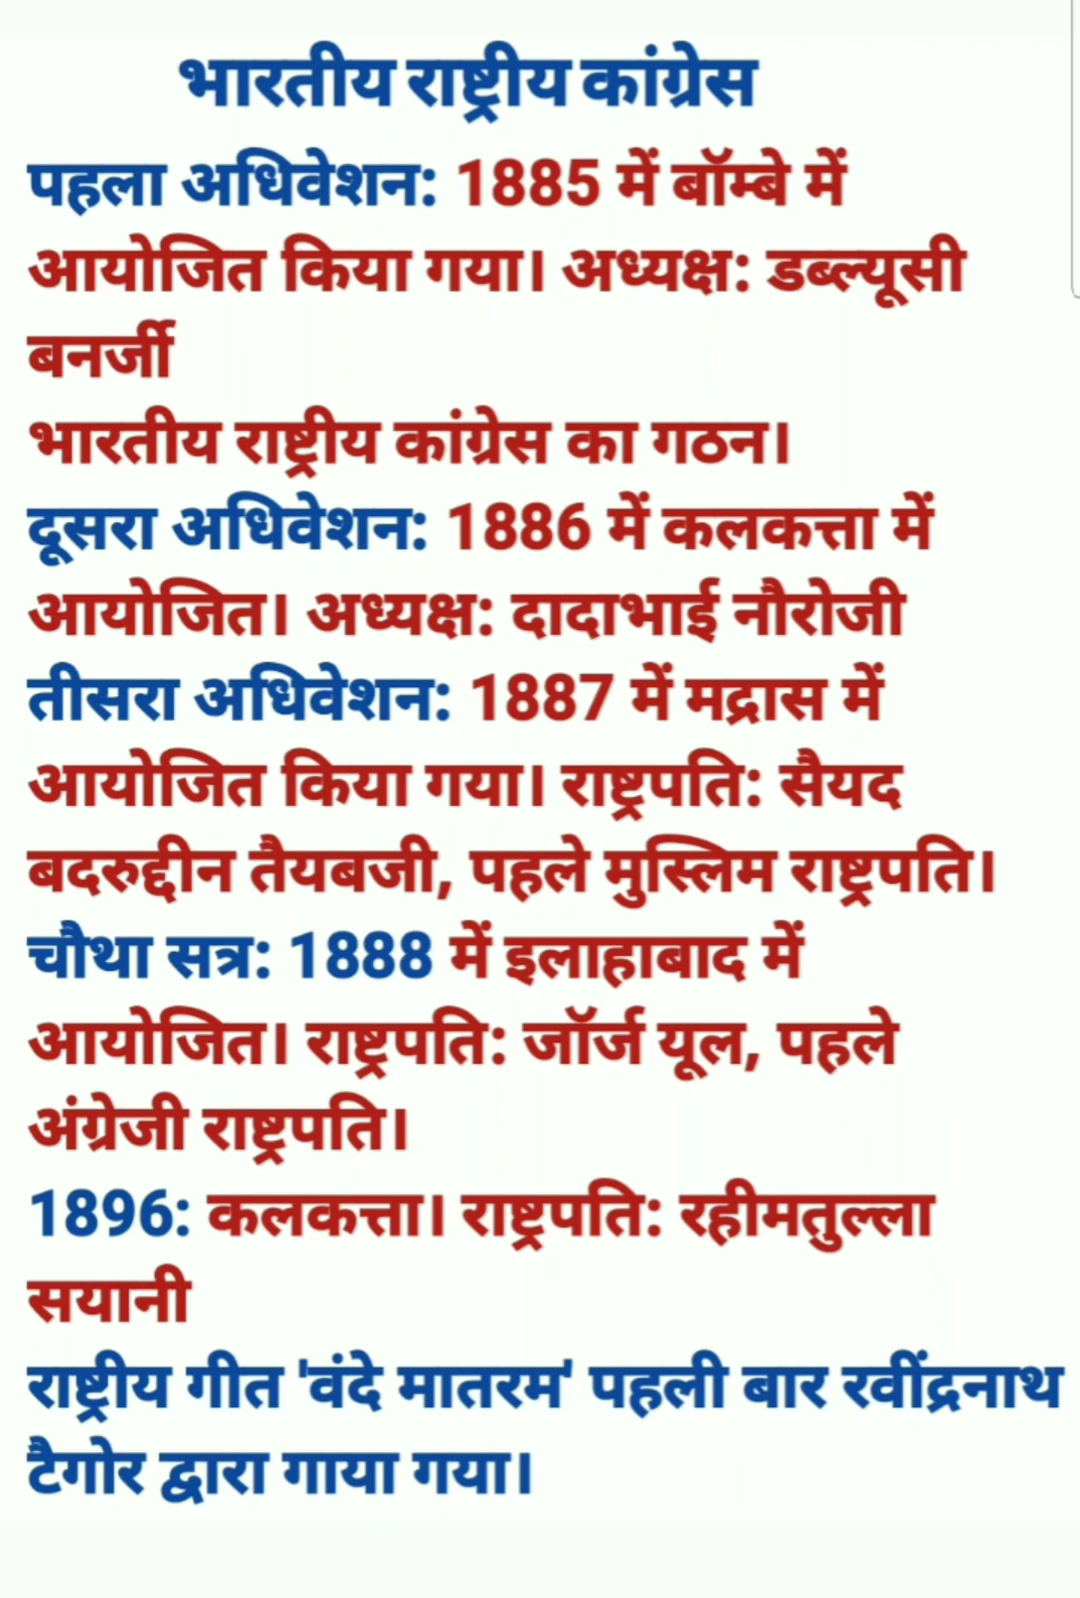 भारतीय राष्ट्रीय कांग्रेस
पहला अधिवेशन: 1885 में बॉम्बे में
आयोजित किया गया। अध्यक्ष: डब्ल्यूसी
बनर्जी
भारतीय राष्ट्रीय कांग्रेस का गठन।
दूसरा अधिवेशन: 1886 में कलकत्ता में
आयोजित। अध्यक्ष: दादाभाई नौरोजी
तीसरा अधिवेशन: 1887 में मद्रास में
आयोजित किया गया। राष्ट्रपति: सैयद
बदरुद्दीन तैयबजी, पहले मुस्लिम राष्ट्रपति।
चौथा सत्र: 1888 में इलाहाबाद में
आयोजित। राष्ट्रपति: जॉर्ज यूल, पहले
अंग्रेजी राष्ट्रपति।
1896: कलकत्ता। राष्ट्रपति: रहीमतुल्ला
सयानी
राष्ट्रीय गीत 'वंदे मातरम' पहली बार रवींद्रनाथ
टैगोर द्वारा गाया गया।